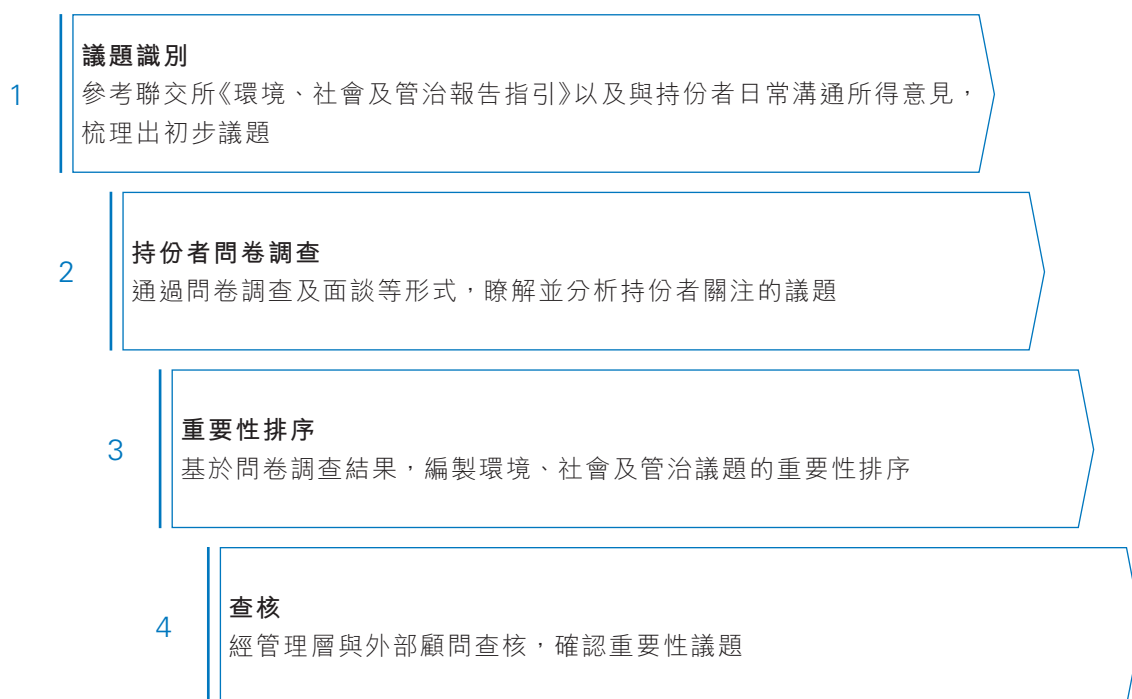 1
議題識別
參考聯交所《環境、社會及管治報告指引》以及與持份者日常溝通所得意見，
梳理出初步議題
2
持份者問卷調查
通過問卷調查及面談等形式，瞭解並分析持份者關注的議題
3
重要性排序
基於問卷調查結果，編製環境、社會及管治議題的重要性排序
4
查核
經管理層與外部顧問查核，確認重要性議題